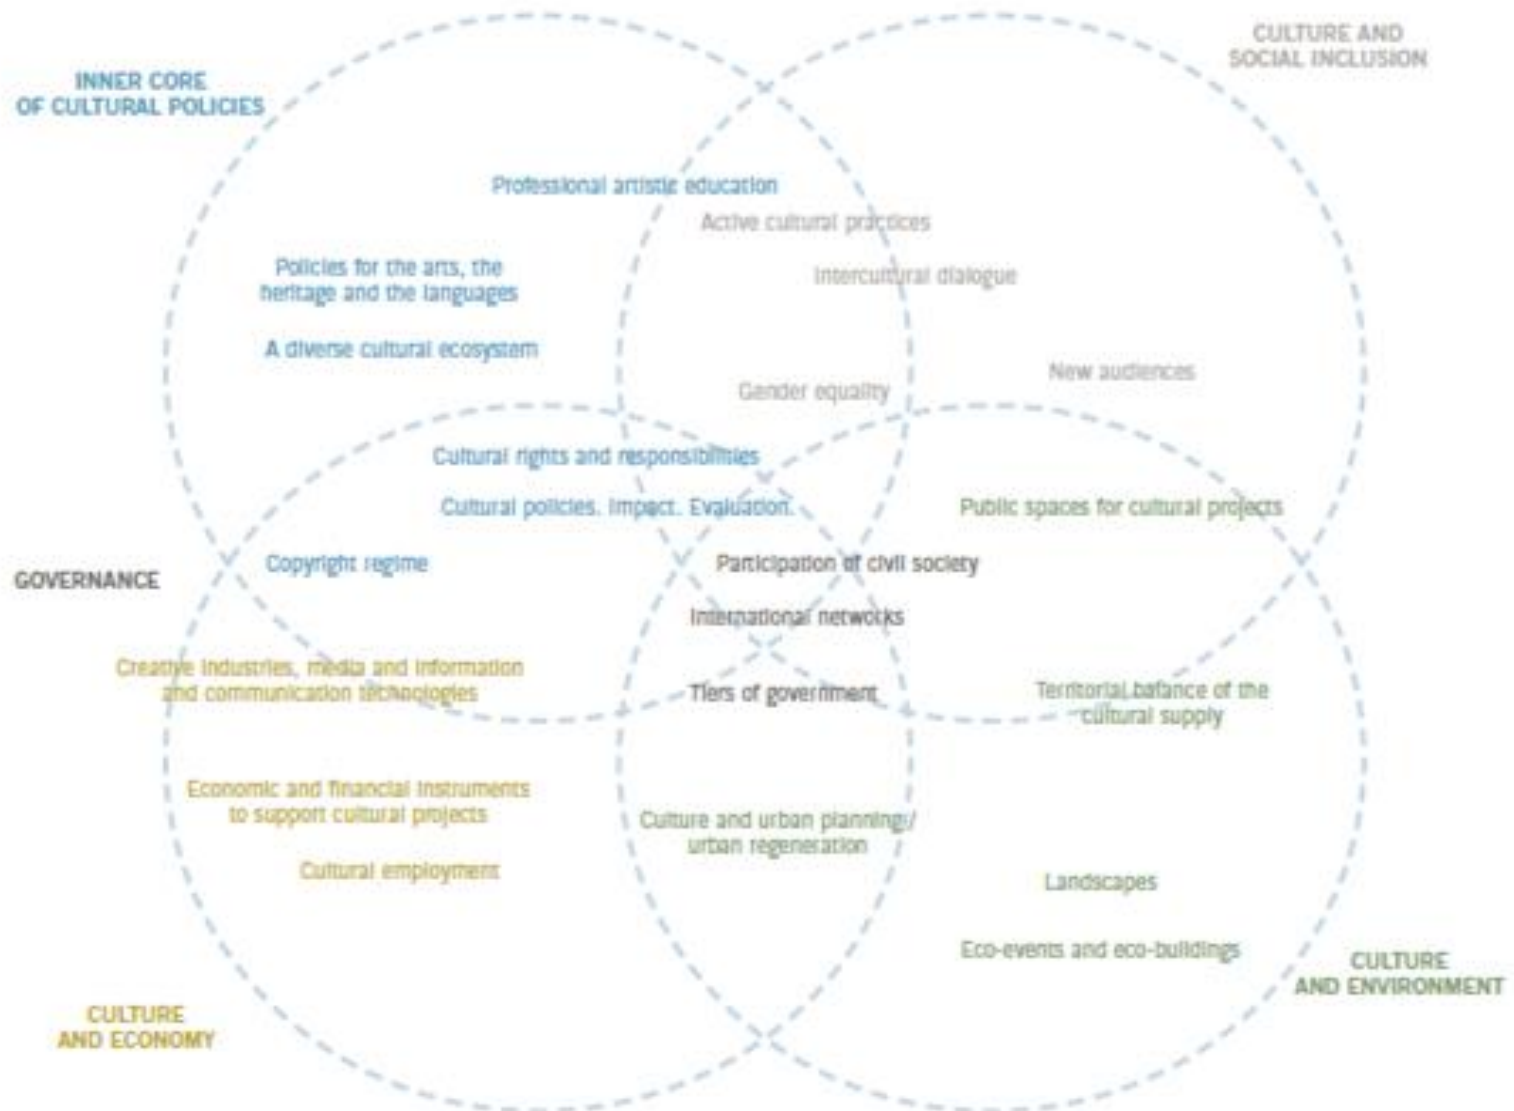 CULTURE AND
SOCIAL INCLUSION
INNER CORE
OF CULTURAL POLICIES
Professional artistic education
Active cultural practices
Policies for the arts, the
heritage and the languages
Intercultural dialogue
A diverse cultural ecosystem
New audiences
Gender equality
Cultural rights and responsibilities
Cultural policies. Impact. Evaluation.
Public spaces for cultural projects
Copyright regime
Participation of civil society
GOVERNANCE
International networks
Creative industries, media and information
and communication technologies
Tiers of government
Territorial balance of the
cultural supply
Economic and financial instruments
to support cultural projects
Culture and urban planning/
urban regeneration
Cultural employment
Landscapes
Eco-events and eco-buildings
CULTURE
AND ENVIRONMENT
CULTURE
AND ECONOMY